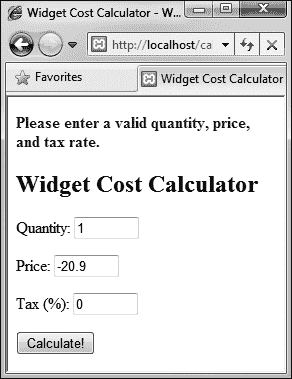 Widget Cost Calculator - W...
http://localhost/ca
Favorites
Widget Cost Calculator
Please enter a valid quantity, price,
and tax rate.
Widget Cost Calculator
Quantity: 1
Price: -20.9
Tax (%): 0
Calculate!